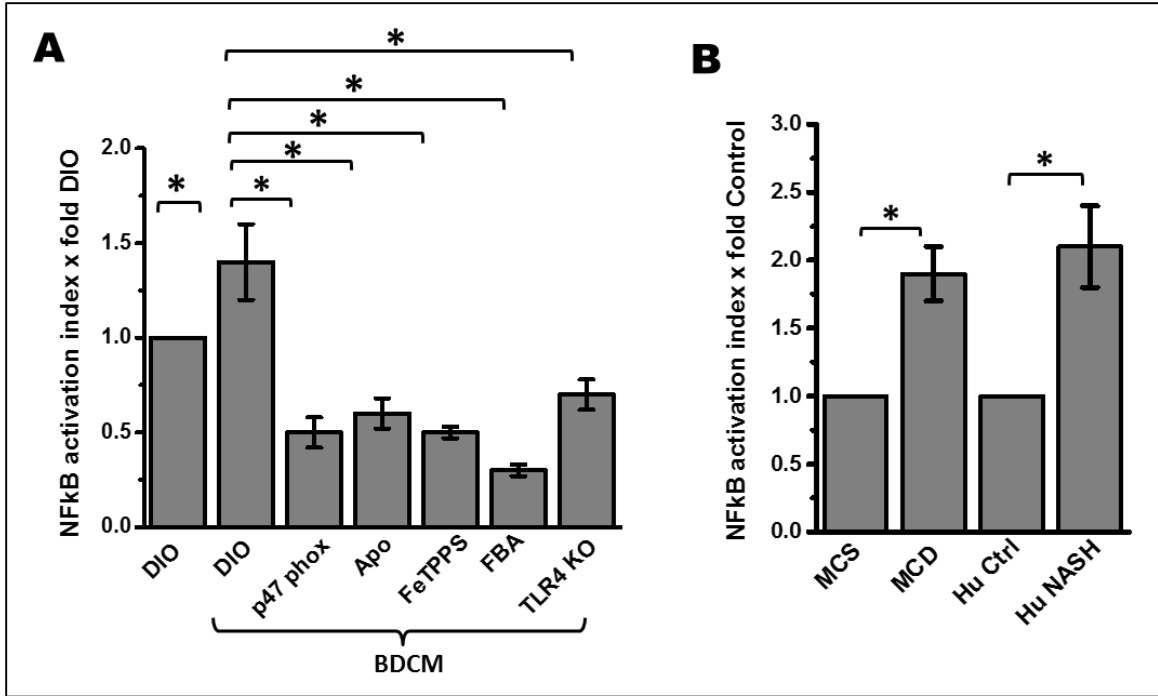 A
*
*
*
*
*
*
NFkB activation index x fold DIO
2.0
1.5
1.0
0.5
0.0
DIO
DIO
p47 phox
Apo
FeTPPS
FBA
TLR4 KO
BDCM
B
*
*
NFkB activation index x fold Control
3.0
2.5
2.0
1.5
1.0
0.5
0.0
MCS
MCD
Hu Ctrl
Hu NASH